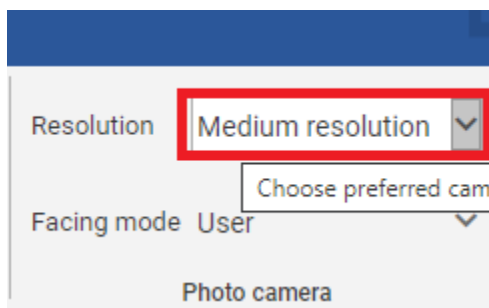 Resolution Medium resolution
Choose preferred cam
Facing mode User
Photo camera